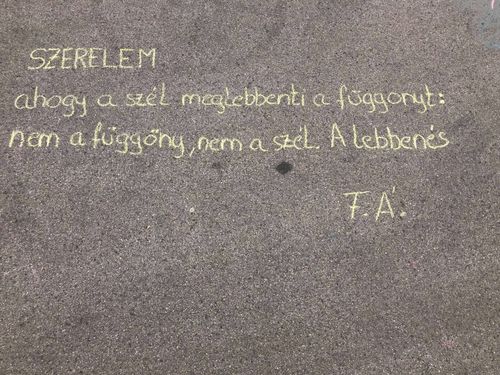 SZERELEM
ahogy a szél meglebbenti a függönyt:
nem a függöny, nem a szél. A lebbenés
F.Á.